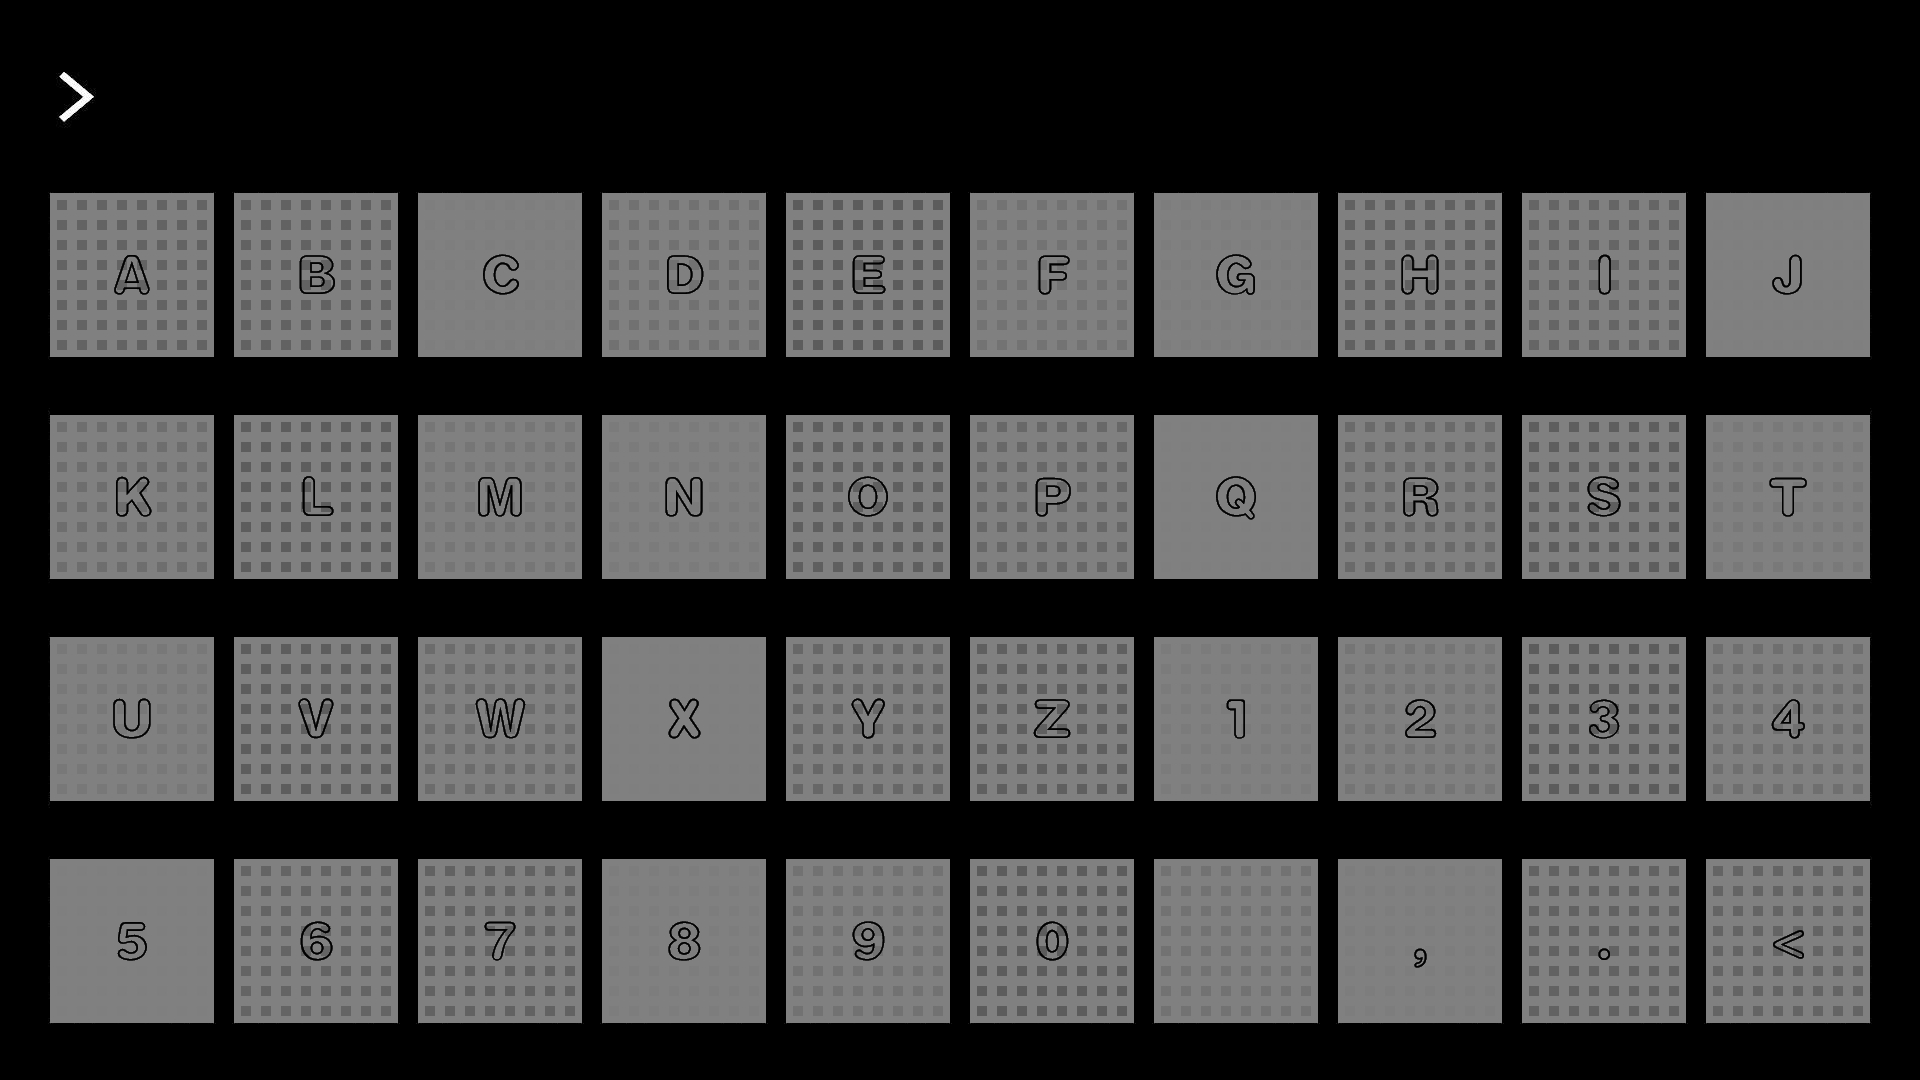 >
A B C D E F G H I J
K L M N O P Q R S T
U V W X Y Z 1 2 3 4
5 6 7 8 9 0 , . <